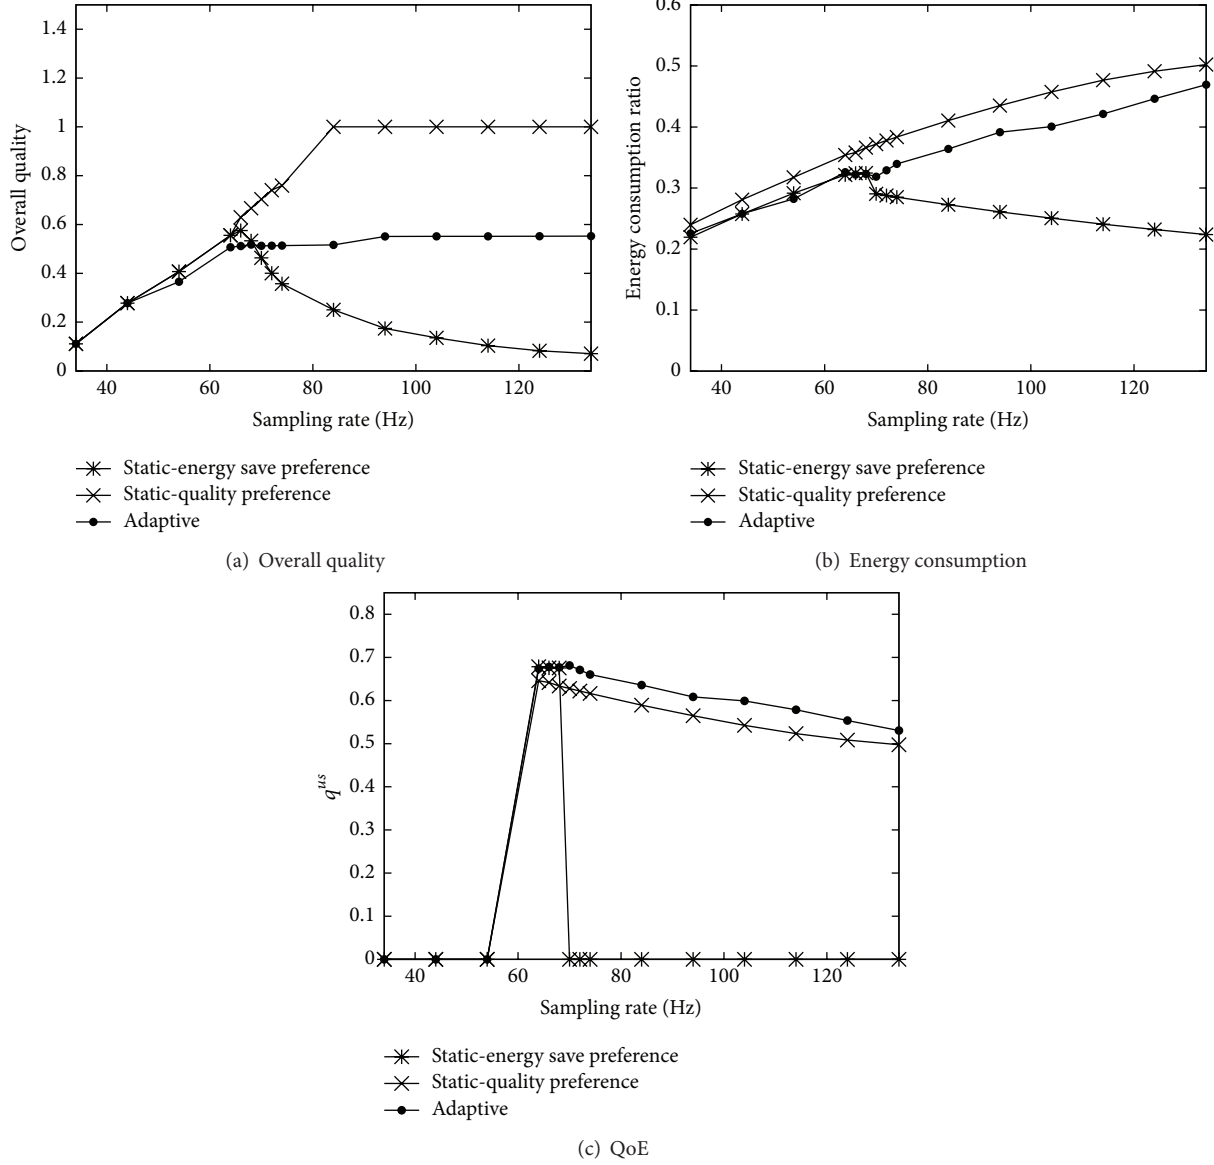 1.4
1.2
1
0.8
0.6
0.4
0.2
0
Overall quality
40 60 80 100 120
Sampling rate (Hz)
Static-energy save preference
Static-quality preference
Adaptive
(a) Overall quality
0.6
0.5
0.4
0.3
0.2
0.1
0
Energy consumption ratio
40 60 80 100 120
Sampling rate (Hz)
Static-energy save preference
Static-quality preference
Adaptive
(b) Energy consumption
0.8
0.7
0.6
0.5
0.4
0.3
0.2
0.1
0
q^{us}
40 60 80 100 120
Sampling rate (Hz)
Static-energy save preference
Static-quality preference
Adaptive
(c) QoE